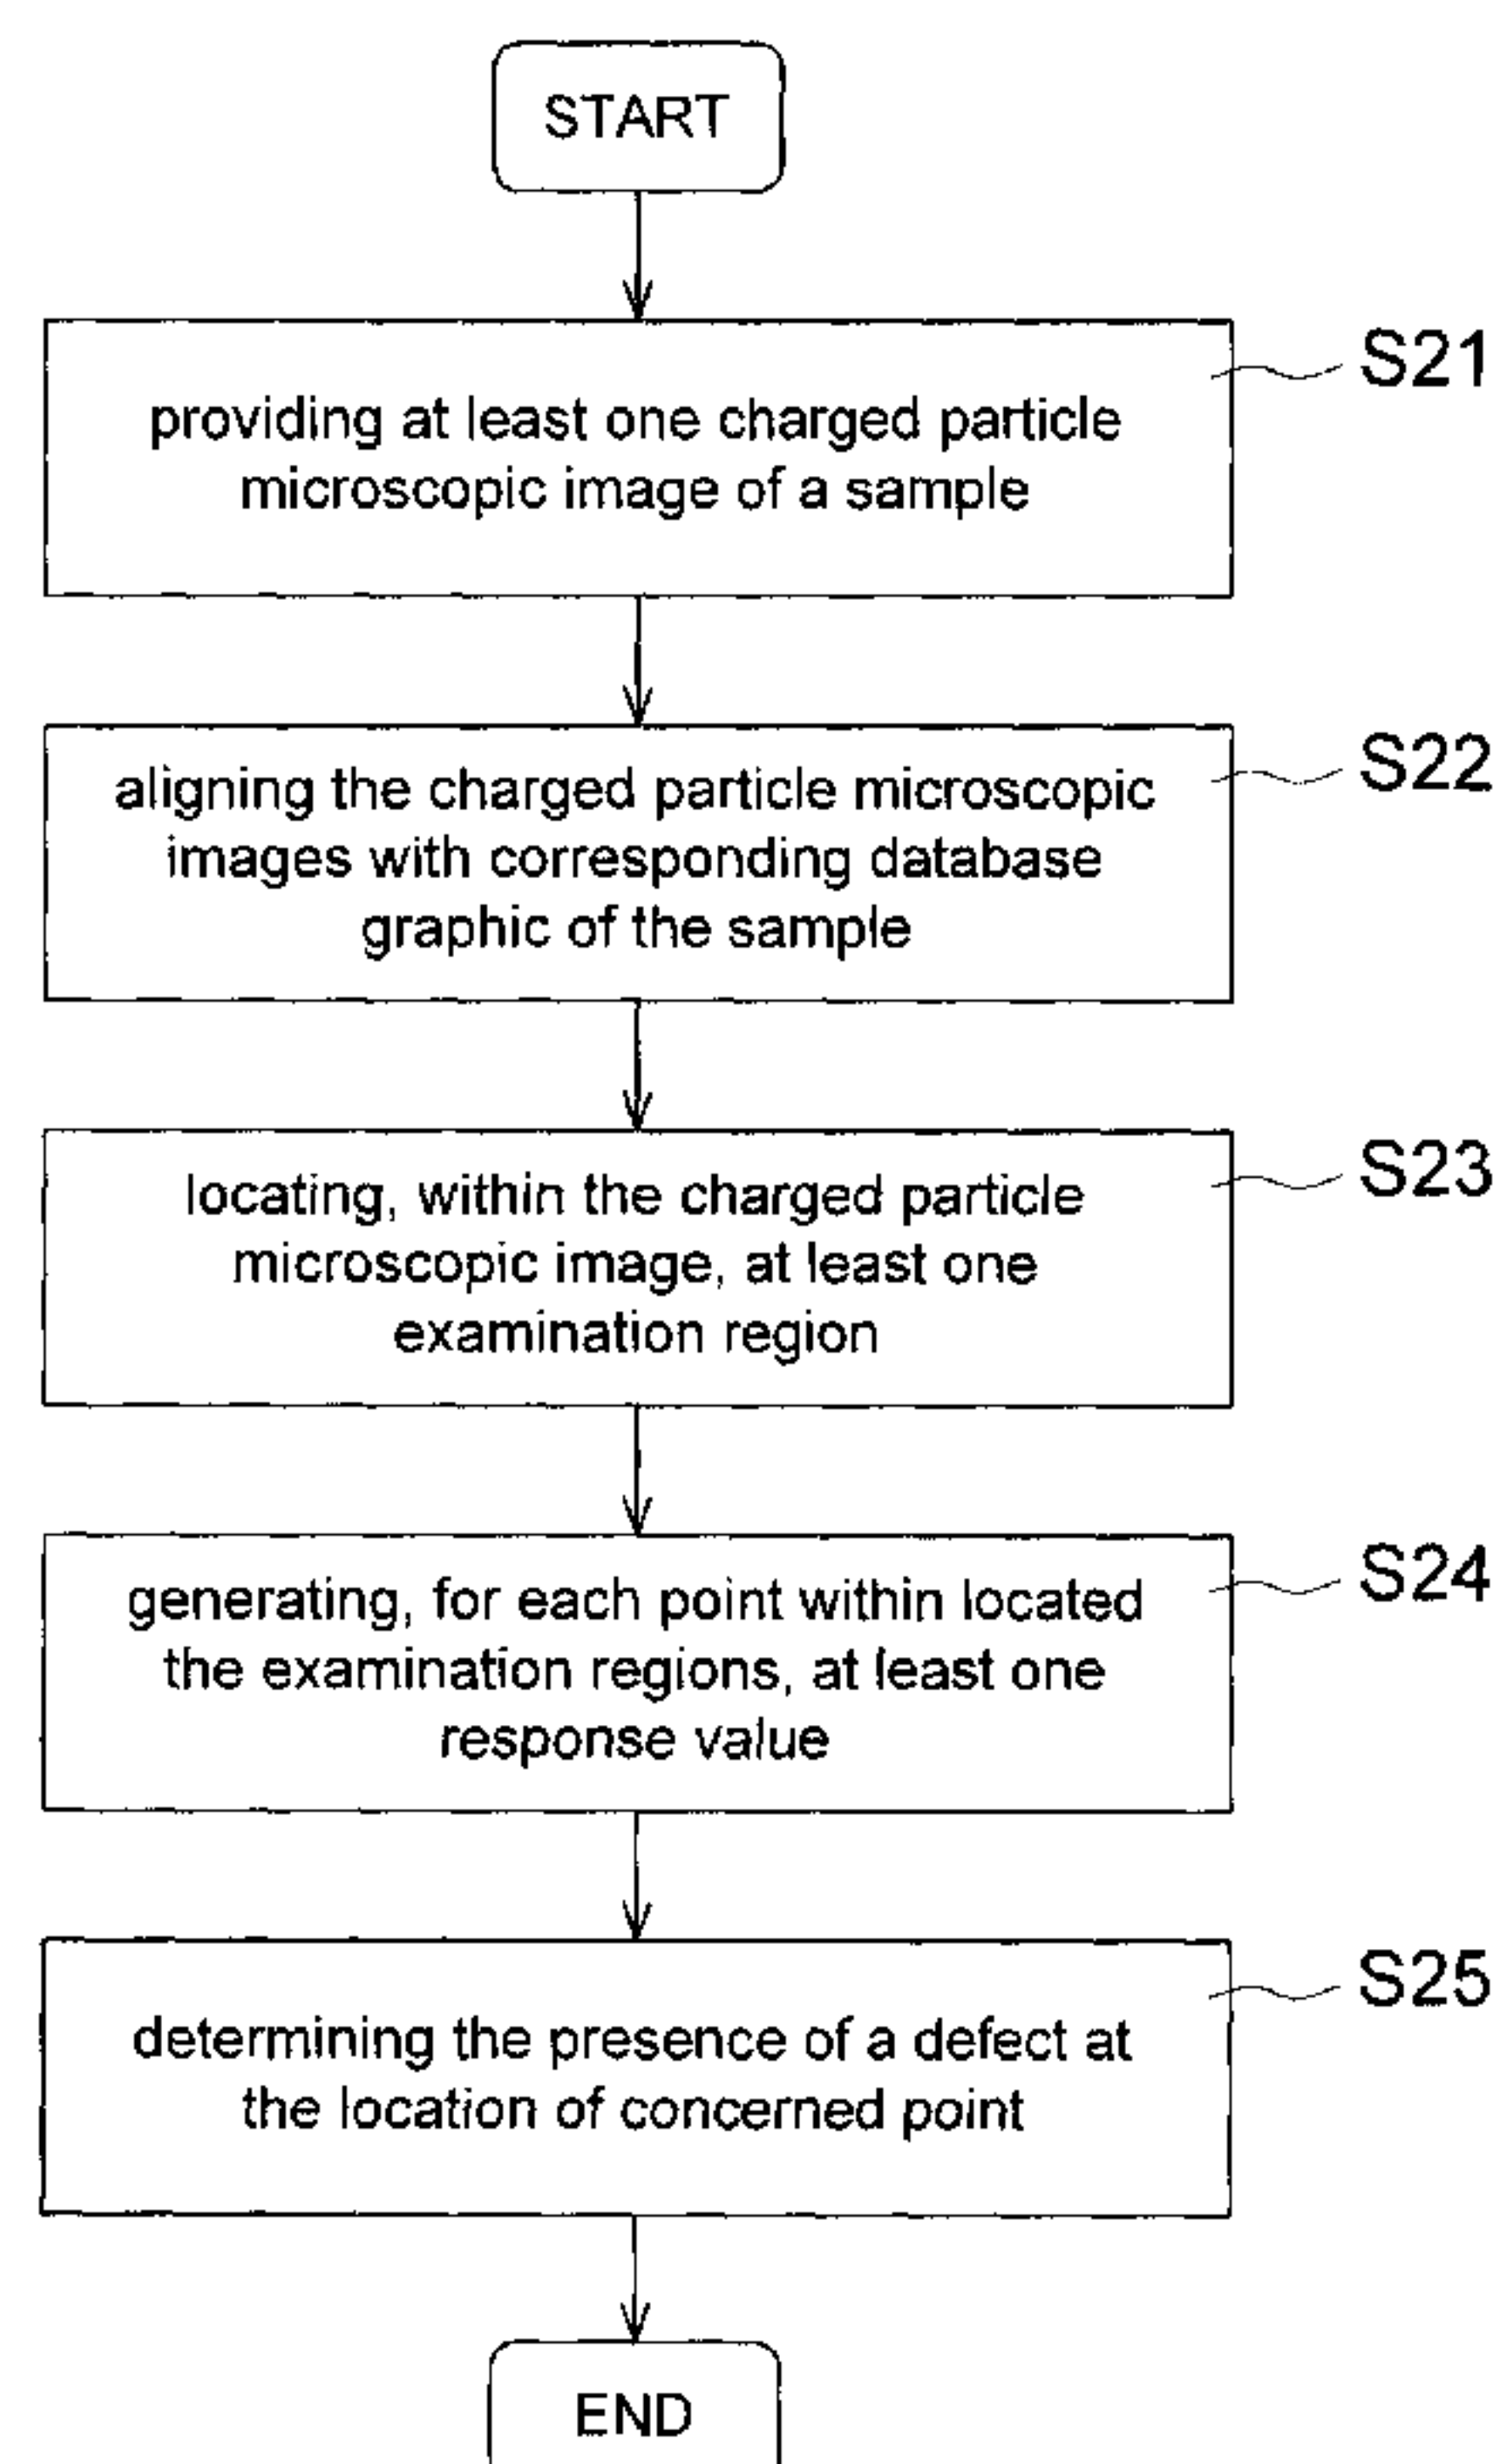 START
S21
providing at least one charged particle
microscopic image of a sample
S22
aligning the charged particle microscopic
images with corresponding database
graphic of the sample
S23
locating, within the charged particle
microscopic image, at least one
examination region
S24
generating, for each point within located
the examination regions, at least one
response value
S25
determining the presence of a defect at
the location of concerned point
END